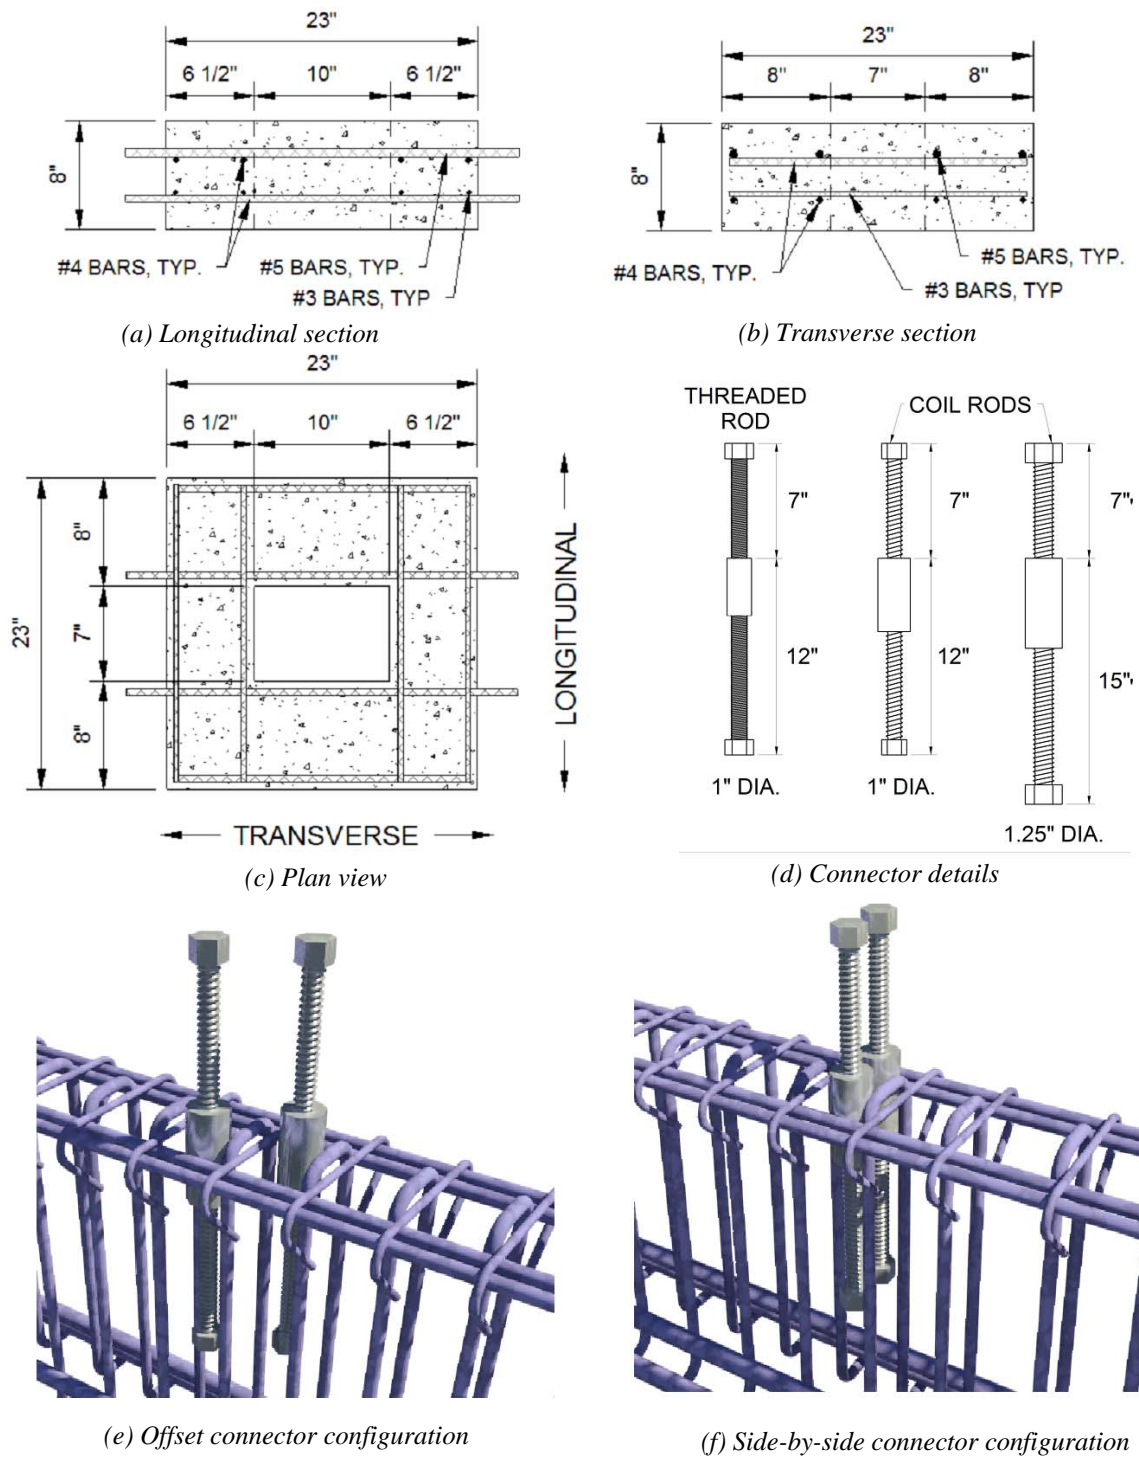 23"
6 1/2" 10" 6 1/2"
8"
#4 BARS, TYP. #5 BARS, TYP.
#3 BARS, TYP
(a) Longitudinal section
23"
8" 7" 8"
8"
#4 BARS, TYP. #5 BARS, TYP.
#3 BARS, TYP
(b) Transverse section
23"
6 1/2" 10" 6 1/2"
23"
8"
7"
8"
LONGITUDINAL
TRANSVERSE
(c) Plan view
THREADED
ROD
COIL RODS
7" 7" 7"
12" 12" 15"
1" DIA. 1" DIA. 1.25" DIA.
(d) Connector details
(e) Offset connector configuration
(f) Side-by-side connector configuration